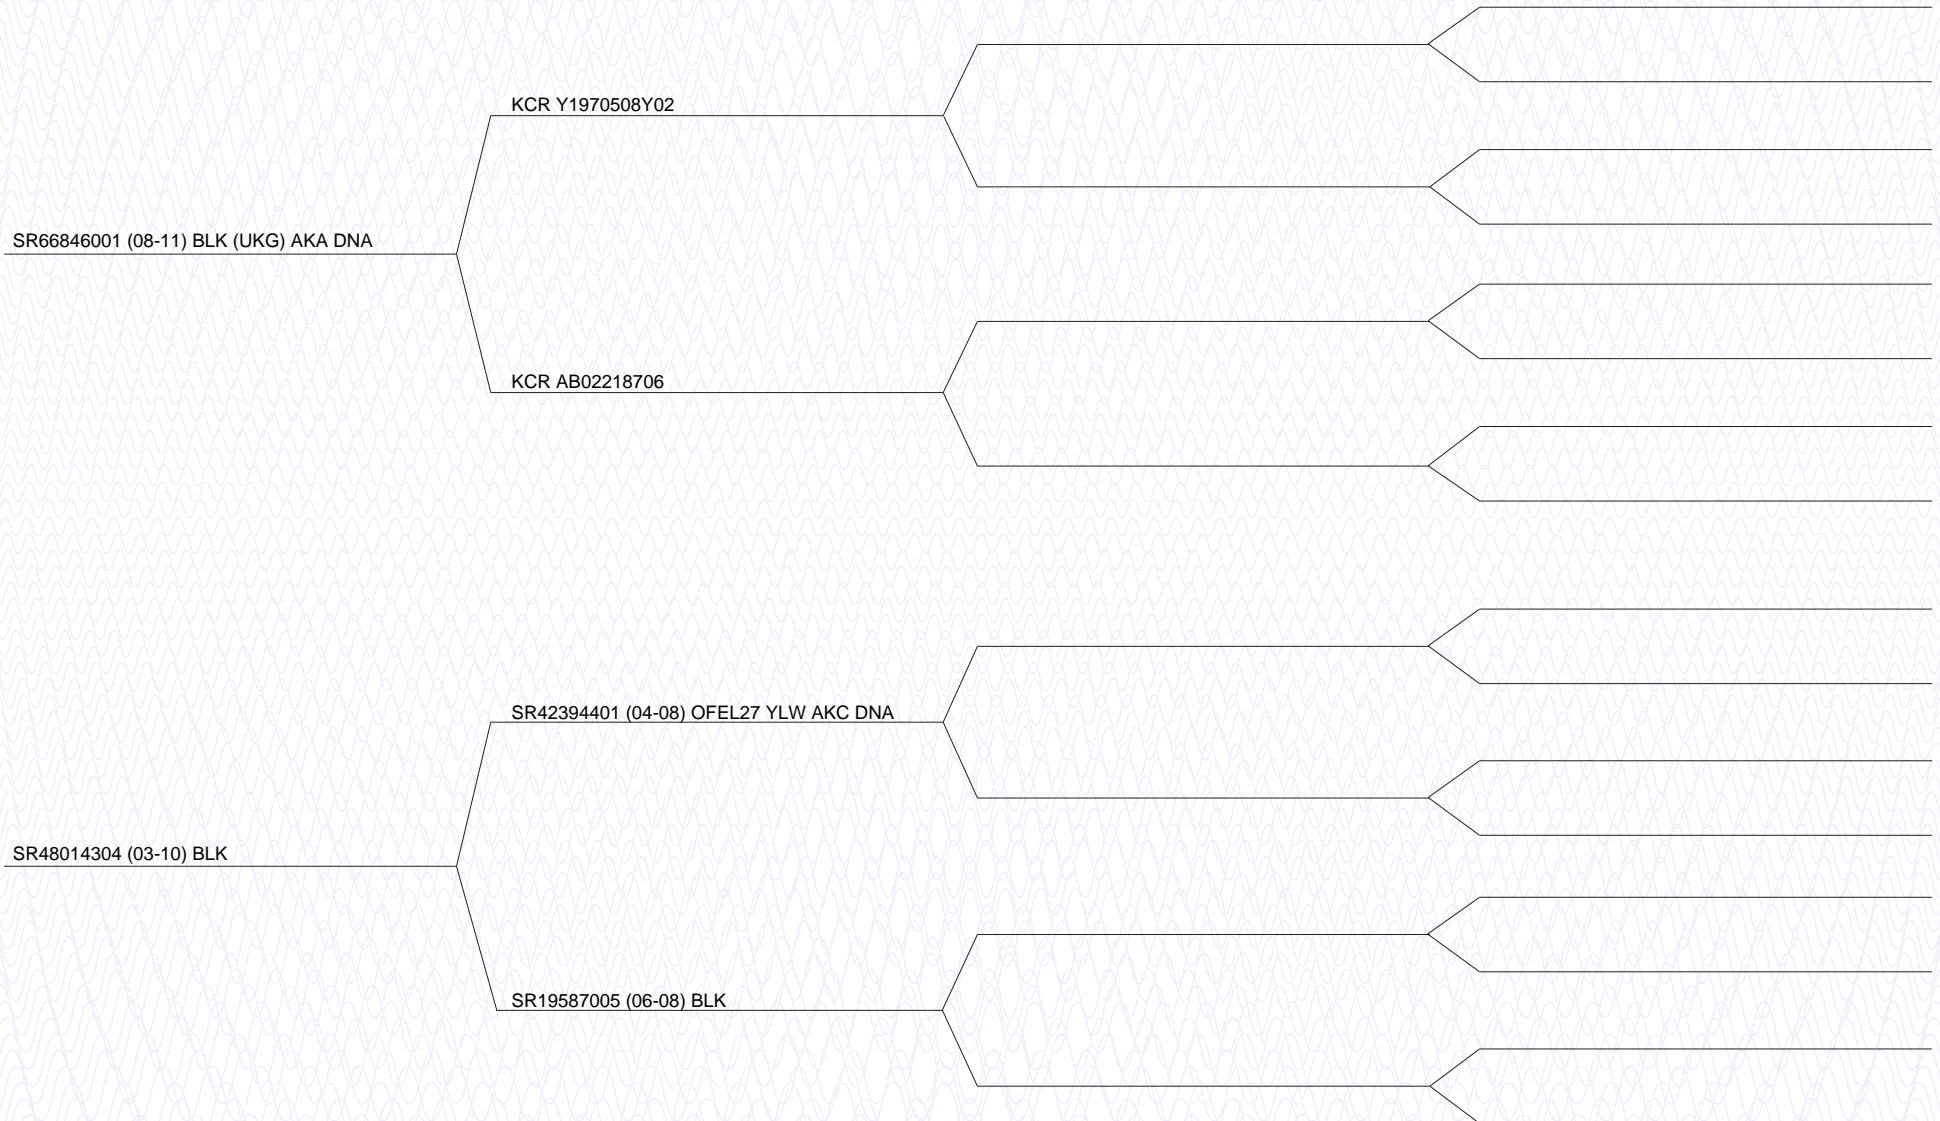 KCR Y1970508Y02
SR66846001 (08-11) BLK (UKG) AKA DNA
KCR AB02218706
SR42394401 (04-08) OFEL27 YLW AKC DNA
SR48014304 (03-10) BLK
SR19587005 (06-08) BLK